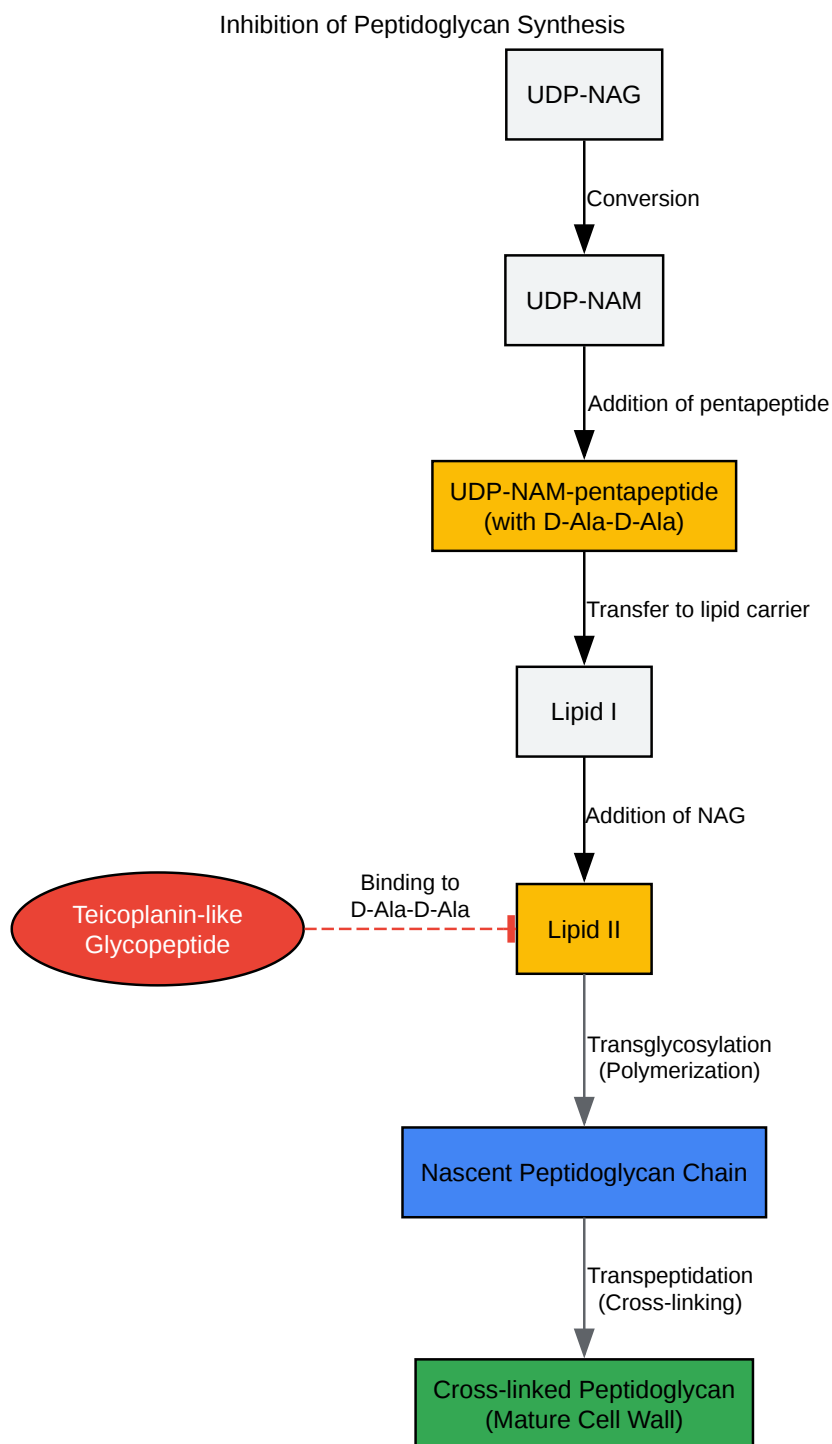 Inhibition of Peptidoglycan Synthesis
UDP-NAG
Conversion
UDP-NAM
Addition of pentapeptide
UDP-NAM-pentapeptide
(with D-Ala-D-Ala)
Transfer to lipid carrier
Lipid I
Addition of NAG
Teicoplanin-like
Glycopeptide
Binding to
D-Ala-D-Ala
Lipid II
Transglycosylation
(Polymerization)
Nascent Peptidoglycan Chain
Transpeptidation
(Cross-linking)
Cross-linked Peptidoglycan
(Mature Cell Wall)